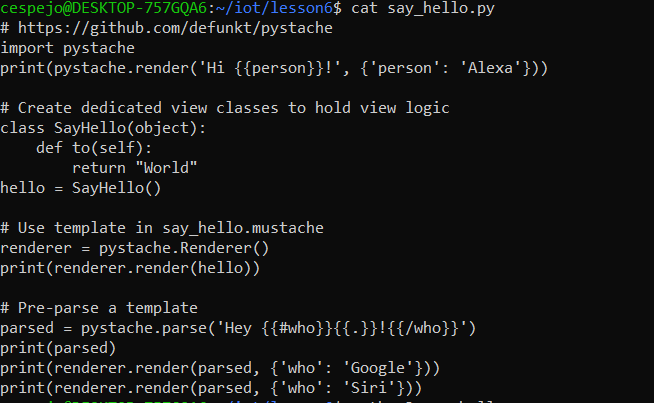 cespejo@DESKTOP-757GQA6:~/iot/lesson6$ cat say_hello.py
# https://github.com/defunkt/pystache
import pystache
print(pystache.render('Hi {{person}}!', {'person': 'Alexa'}))

# Create dedicated view classes to hold view logic
class SayHello(object):
    def to(self):
        return "World"
hello = SayHello()

# Use template in say_hello.mustache
renderer = pystache.Renderer()
print(renderer.render(hello))

# Pre-parse a template
parsed = pystache.parse('Hey {{#who}}{{.}}!{{/who}}')
print(parsed)
print(renderer.render(parsed, {'who': 'Google'}))
print(renderer.render(parsed, {'who': 'Siri'}))